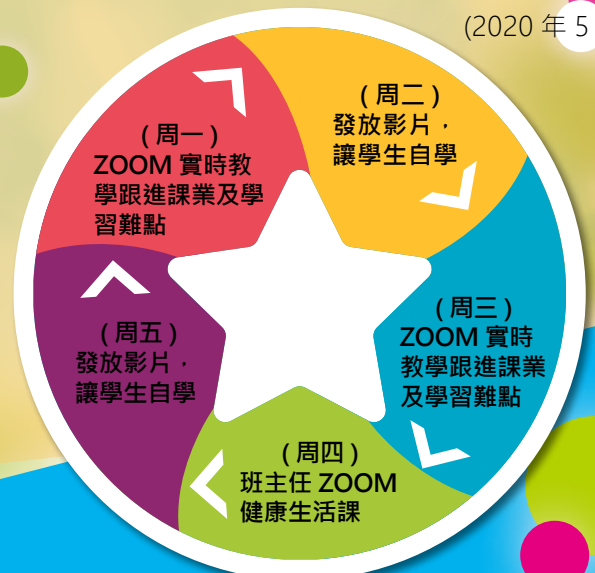 (2020 年 5
(周一)
ZOOM 實時教
學跟進課業及學
習難點
(周二)
發放影片，
讓學生自學
(周三)
ZOOM 實時
教學跟進課業
及學習難點
(周四)
班主任 ZOOM
健康生活課
(周五)
發放影片，
讓學生自學